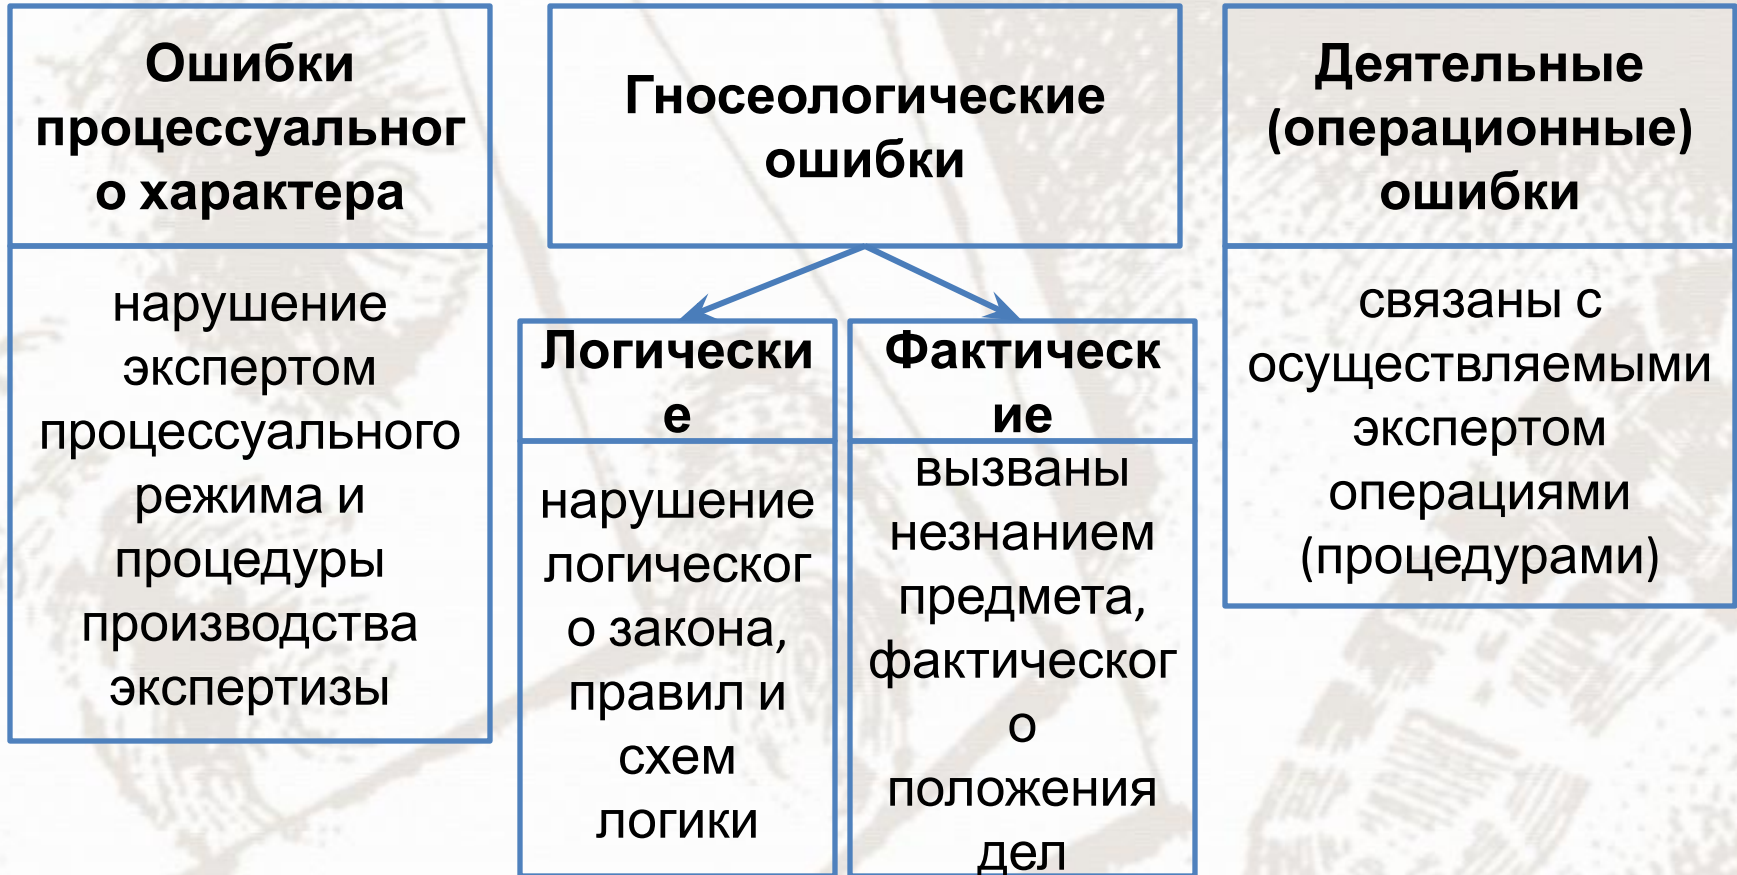 Ошибки
процессуальног
о характера
нарушение
экспертом
процессуального
режима и
процедуры
производства
экспертизы
Гносеологические
ошибки
Логически
е
нарушение
логическог
о закона,
правил и
схем
логики
Фактическ
ие
вызваны
незнанием
предмета,
фактическог
о
положения
дел
Деятельные
(операционные)
ошибки
связаны с
осуществляемыми
экспертом
операциями
(процедурами)